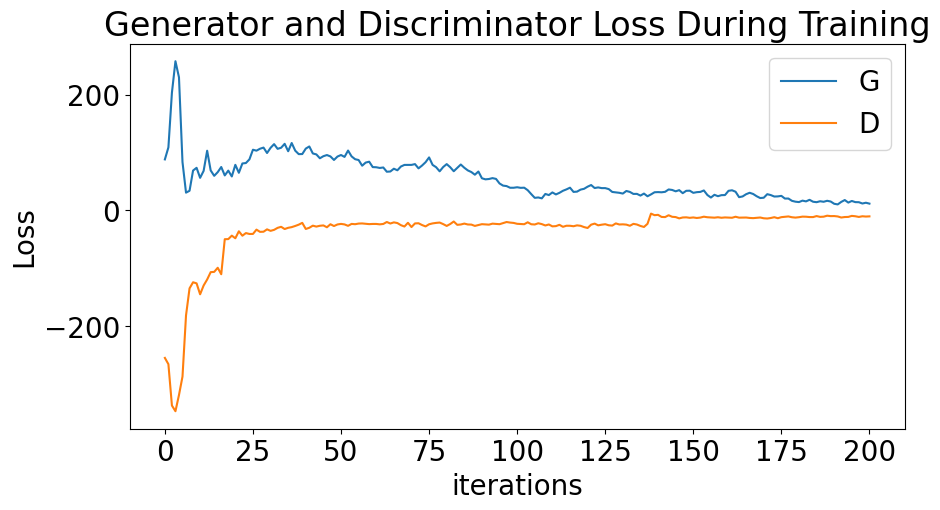 Generator and Discriminator Loss During Training
G
D
200
0
−200
Loss
0 25 50 75 100 125 150 175 200
iterations